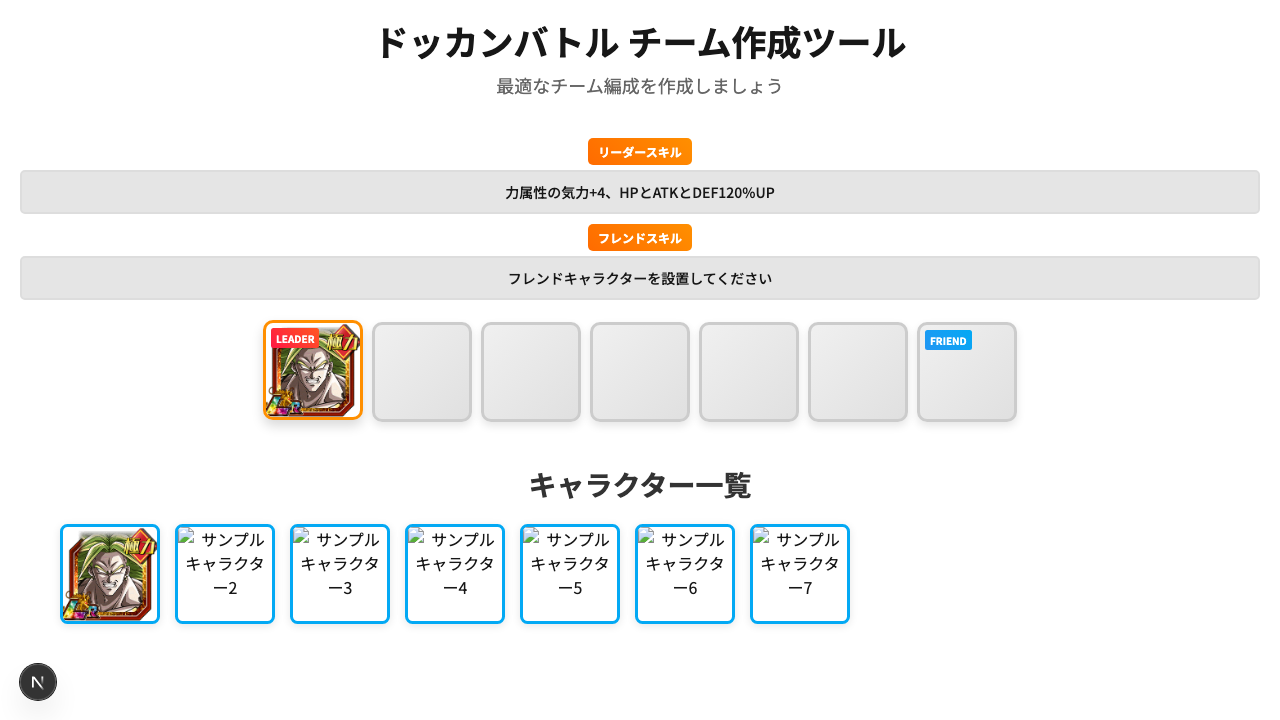 ドッカンバトル チーム作成ツール
最適なチーム編成を作成しましょう
リーダースキル
力属性の気力+4、HPとATKとDEF120%UP
フレンドスキル
フレンドキャラクターを設置してください
LEADER
極力
LR
FRIEND
キャラクター一覧
極力
LR
サンプル
キャラクタ
ー2
サンプル
キャラクタ
ー3
サンプル
キャラクタ
ー4
サンプル
キャラクタ
ー5
サンプル
キャラクタ
ー6
サンプル
キャラクタ
ー7
N